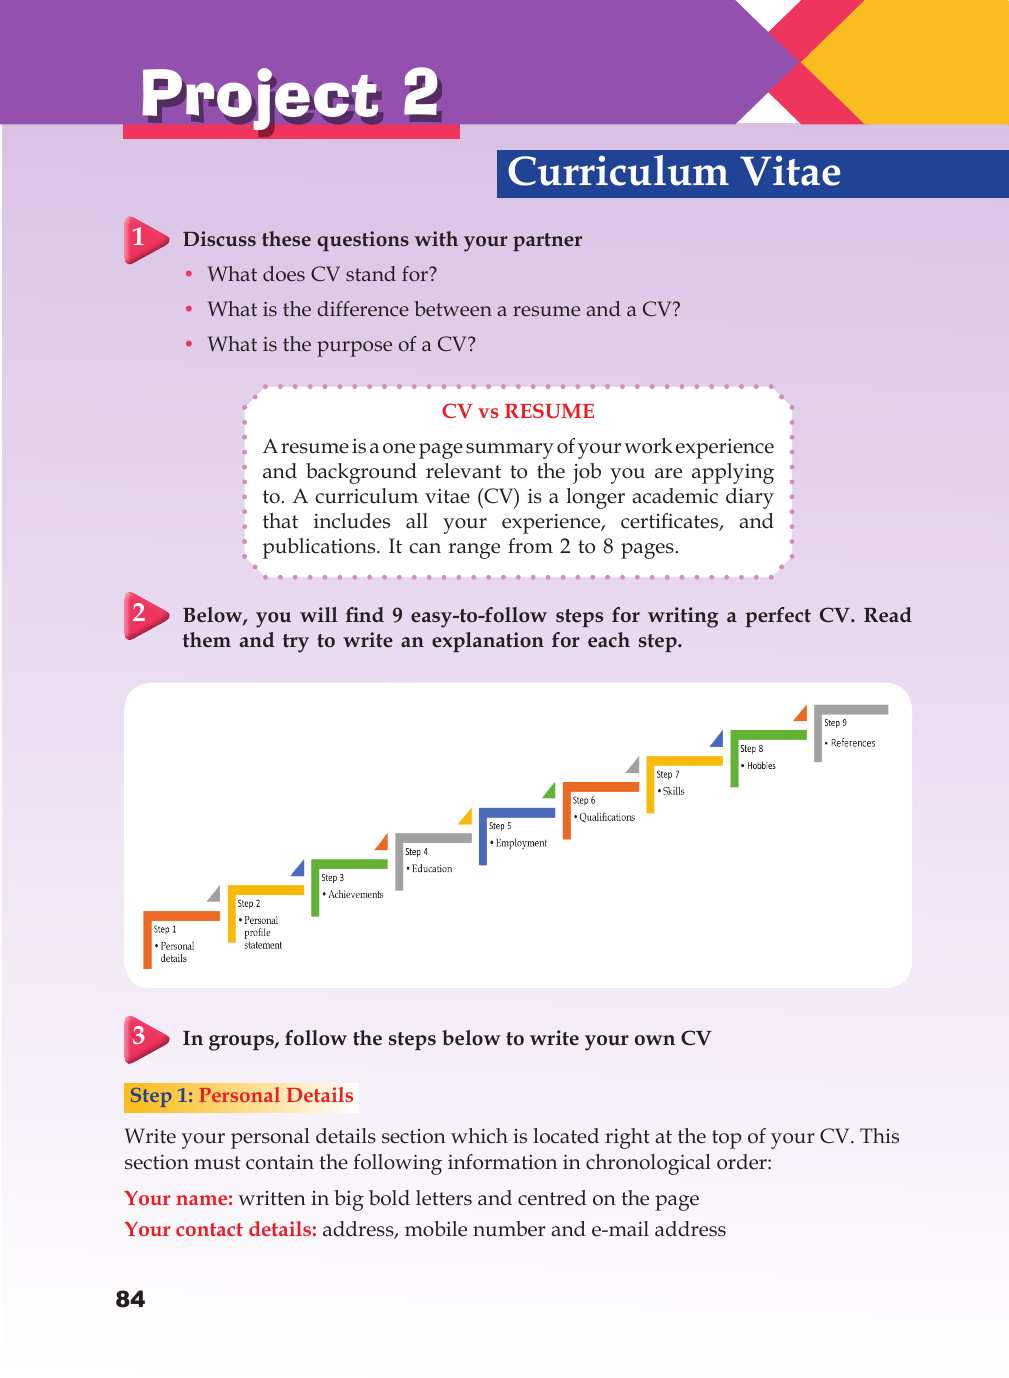 Project 2
Curriculum Vitae
1
Discuss these questions with your partner
• What does CV stand for?
• What is the difference between a resume and a CV?
• What is the purpose of a CV?
CV vs RESUME
A resume is a one page summary of your work experience
and background relevant to the job you are applying
to. A curriculum vitae (CV) is a longer academic diary
that includes all your experience, certificates, and
publications. It can range from 2 to 8 pages.
2
Below, you will find 9 easy-to-follow steps for writing a perfect CV. Read
them and try to write an explanation for each step.
Step 1
• Personal
details
Step 2
• Personal
profile
statement
Step 3
• Achievements
Step 4
• Education
Step 5
• Employment
Step 6
• Qualifications
Step 7
• Skills
Step 8
• Hobbies
Step 9
• References
3
In groups, follow the steps below to write your own CV
Step 1: Personal Details
Write your personal details section which is located right at the top of your CV. This
section must contain the following information in chronological order:
Your name: written in big bold letters and centred on the page
Your contact details: address, mobile number and e-mail address
84